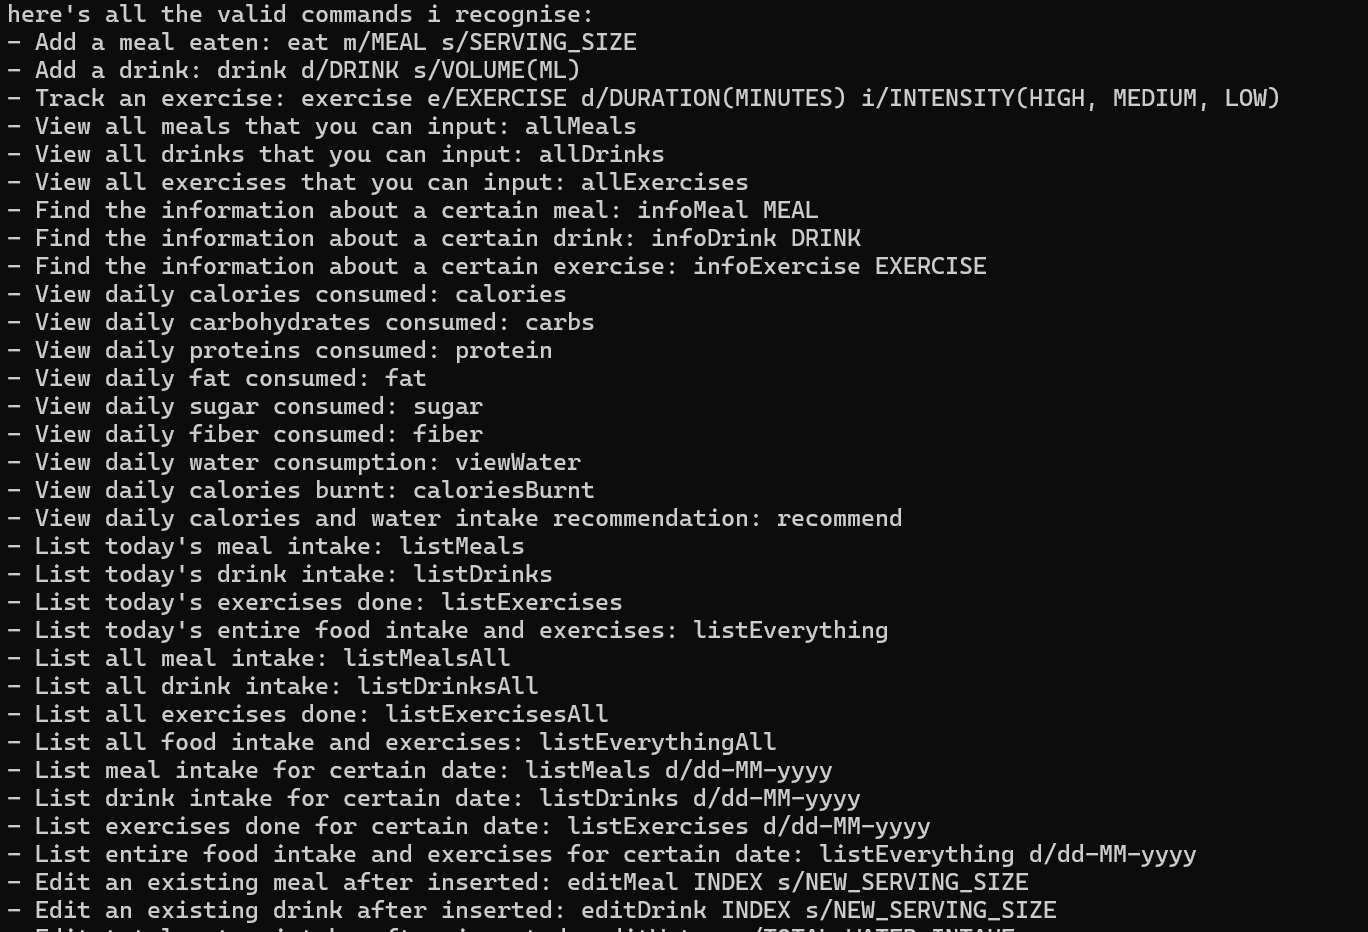 here's all the valid commands i recognise:
- Add a meal eaten: eat m/MEAL s/SERVING_SIZE
- Add a drink: drink d/DRINK s/VOLUME(ML)
- Track an exercise: exercise e/EXERCISE d/DURATION(MINUTES) i/INTENSITY(HIGH, MEDIUM, LOW)
- View all meals that you can input: allMeals
- View all drinks that you can input: allDrinks
- View all exercises that you can input: allExercises
- Find the information about a certain meal: infoMeal MEAL
- Find the information about a certain drink: infoDrink DRINK
- Find the information about a certain exercise: infoExercise EXERCISE
- View daily calories consumed: calories
- View daily carbohydrates consumed: carbs
- View daily proteins consumed: protein
- View daily fat consumed: fat
- View daily sugar consumed: sugar
- View daily fiber consumed: fiber
- View daily water consumption: viewWater
- View daily calories burnt: caloriesBurnt
- View daily calories and water intake recommendation: recommend
- List today's meal intake: listMeals
- List today's drink intake: listDrinks
- List today's exercises done: listExercises
- List today's entire food intake and exercises: listEverything
- List all meal intake: listMealsAll
- List all drink intake: listDrinksAll
- List all exercises done: listExercisesAll
- List all food intake and exercises: listEverythingAll
- List meal intake for certain date: listMeals d/dd-MM-yyyy
- List drink intake for certain date: listDrinks d/dd-MM-yyyy
- List exercises done for certain date: listExercises d/dd-MM-yyyy
- List entire food intake and exercises for certain date: listEverything d/dd-MM-yyyy
- Edit an existing meal after inserted: editMeal INDEX s/NEW_SERVING_SIZE
- Edit an existing drink after inserted: editDrink INDEX s/NEW_SERVING_SIZE